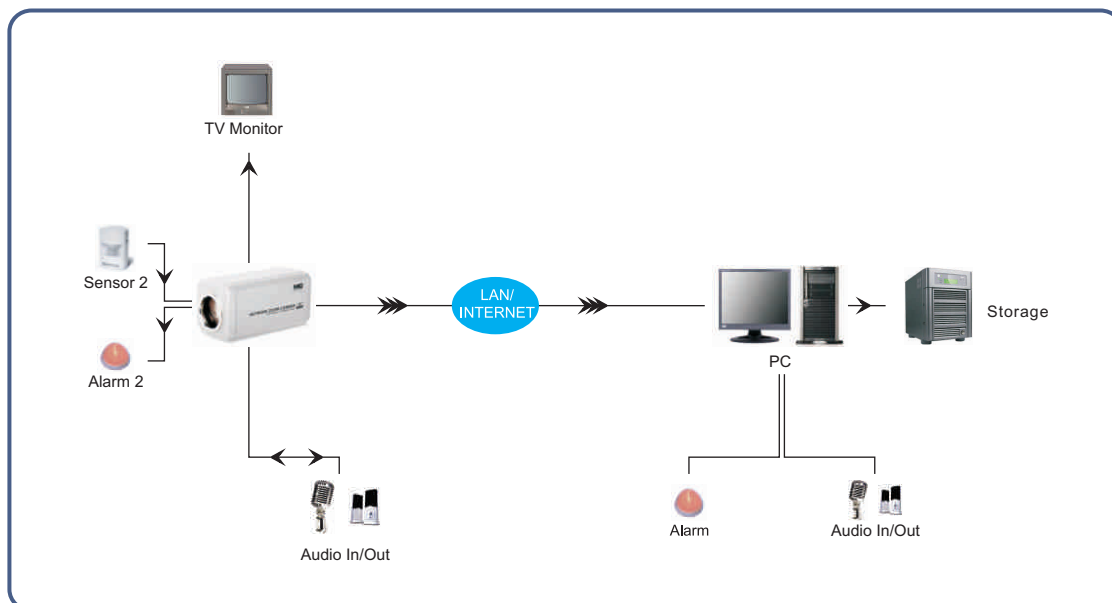 TV Monitor
Sensor 2
Alarm 2
LAN/
INTERNET
PC
Storage
Audio In/Out
Alarm
Audio In/Out